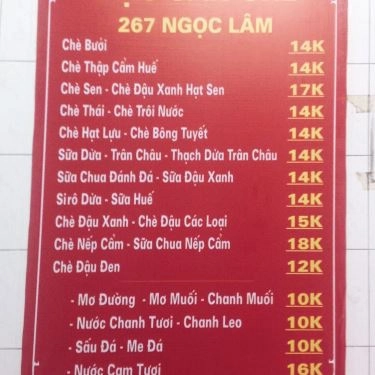 267 NGỌC LÂM
Chè Bưởi 14K
Chè Thập Cẩm Huế 14K
Chè Sen - Chè Đậu Xanh Hạt Sen 17K
Chè Thái - Chè Trôi Nước 14K
Chè Hạt Lựu - Chè Bông Tuyết 14K
Sữa Dừa - Trân Châu - Thạch Dừa Trân Châu 14K
Sữa Chua Đánh Đá - Sữa Đậu Xanh 14K
Sirô Dừa - Sữa Huế 14K
Chè Đậu Xanh - Chè Đậu Các Loại 15K
Chè Nếp Cẩm - Sữa Chua Nếp Cẩm 18K
Chè Đậu Đen 12K
- Mơ Đường - Mơ Muối - Chanh Muối 10K
- Nước Chanh Tươi - Chanh Leo 10K
- Sấu Đá - Me Đá 10K
- Nước Cam Tươi 16K